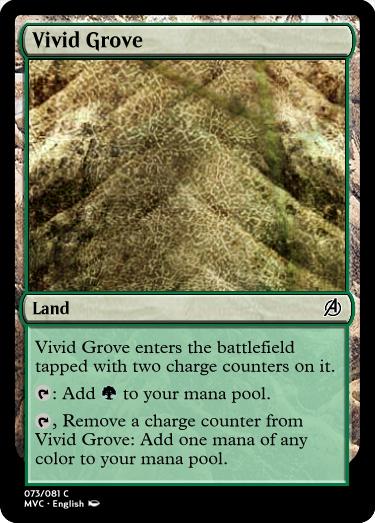 Vivid Grove
Land
Vivid Grove enters the battlefield
tapped with two charge counters on it.
: Add to your mana pool.
, Remove a charge counter from
Vivid Grove: Add one mana of any
color to your mana pool.
073/081 C
MVC • English